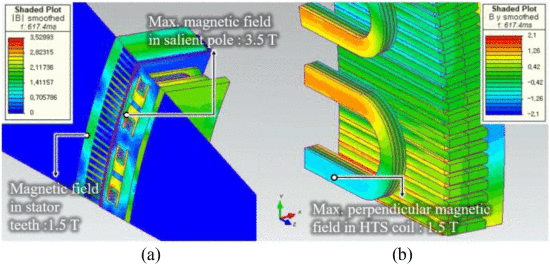 Shaded Plot
|B| smoothed
t: 617.4ms
3,52893
2,82315
2,11736
1,41157
0,705786
0
Max. magnetic field
in salient pole : 3.5 T
Magnetic field
in stator
teeth :1.5 T
(a)
Shaded Plot
B y smoothed
t: 617.4ms
2,1
1,26
0,42
-0,42
-1,26
-2,1
Max. perpendicular magnetic
field in HTS coil : 1.5 T
(b)